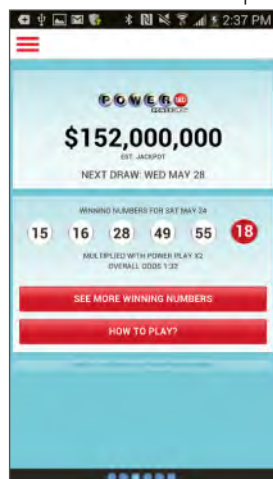 2:37 PM
POWERBALL
$152,000,000
EST. JACKPOT
NEXT DRAW: WED MAY 28
WINNING NUMBERS FOR SAT MAY 24
15 16 28 49 55 18
MULTIPLIED WITH POWER PLAY X2
OVERALL ODDS 1:32
SEE MORE WINNING NUMBERS
HOW TO PLAY?